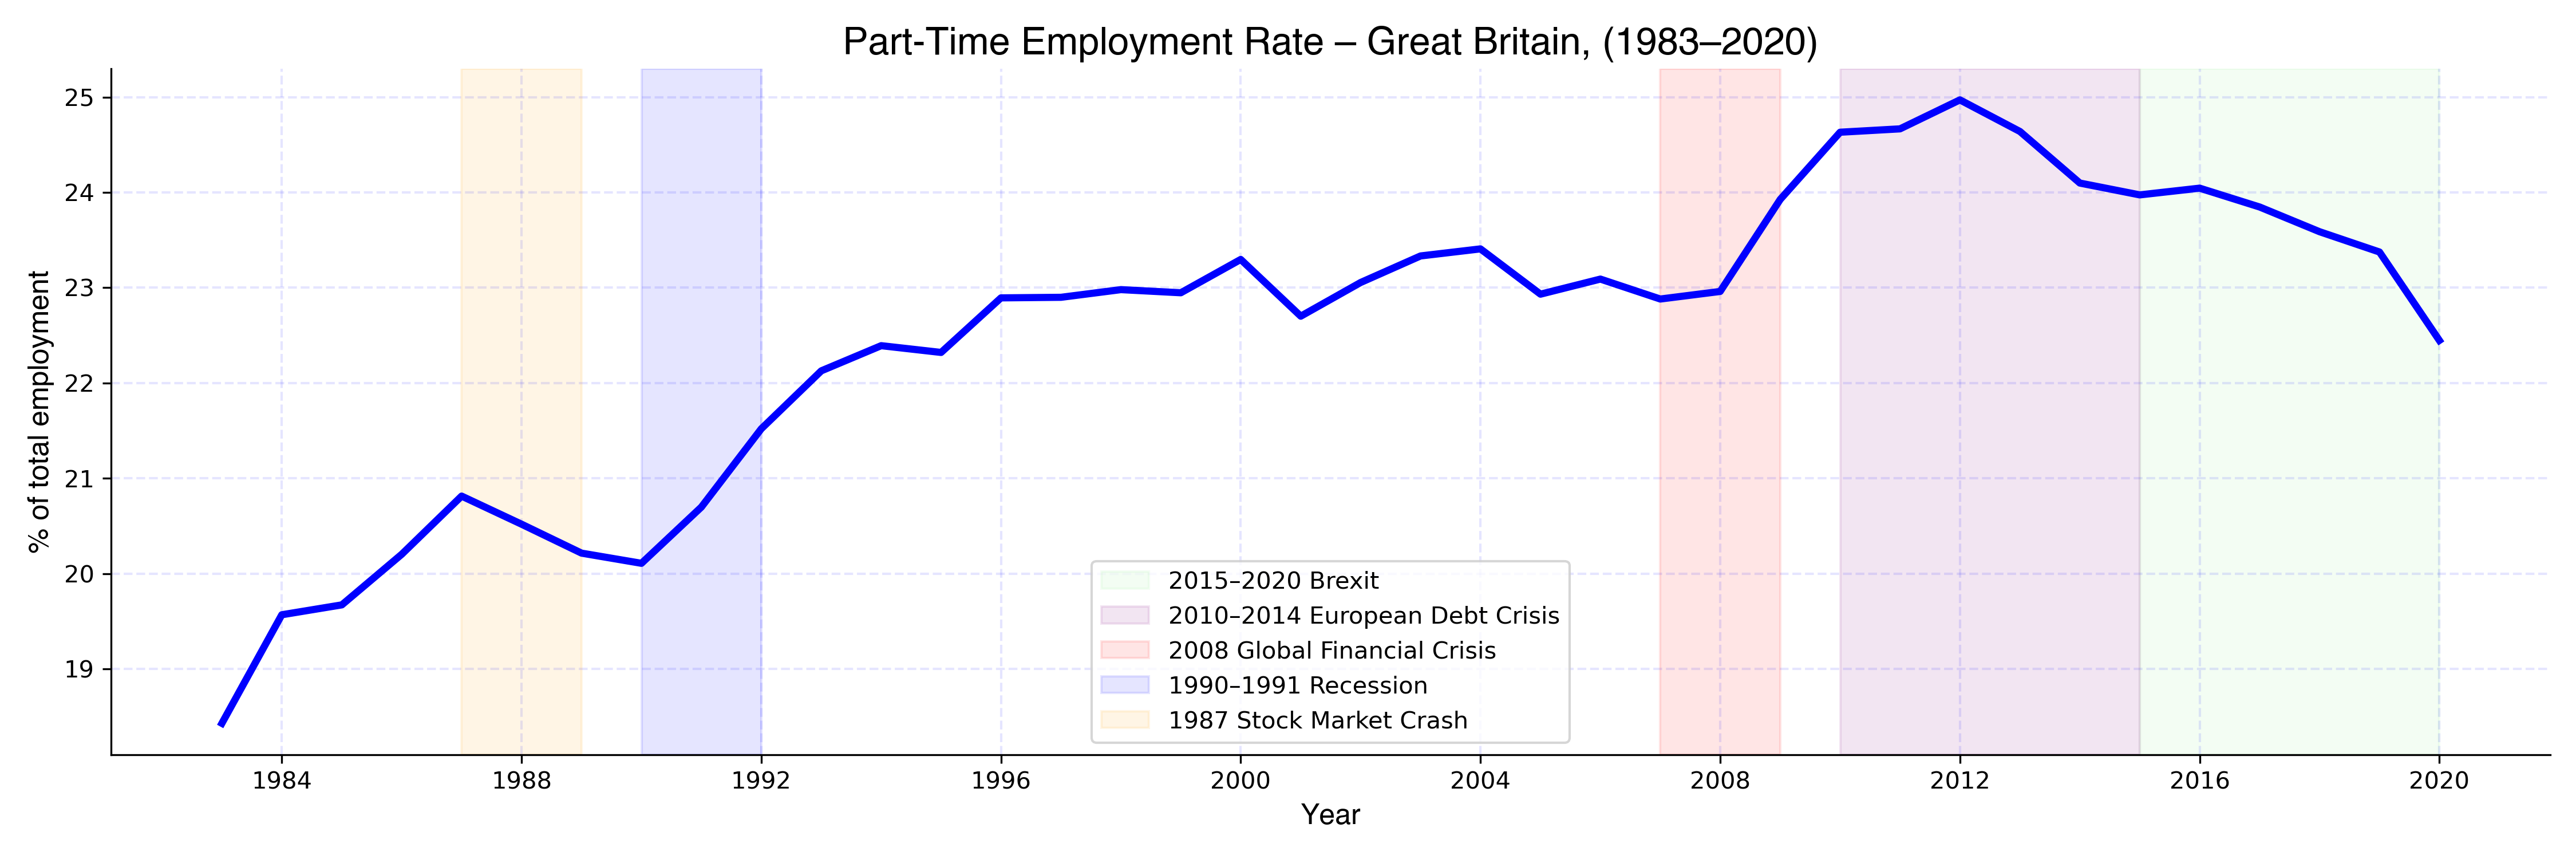 Part-Time Employment Rate – Great Britain, (1983–2020)
% of total employment
25
24
23
22
21
20
19
2015–2020 Brexit
2010–2014 European Debt Crisis
2008 Global Financial Crisis
1990–1991 Recession
1987 Stock Market Crash
1984 1988 1992 1996 2000 2004 2008 2012 2016 2020
Year